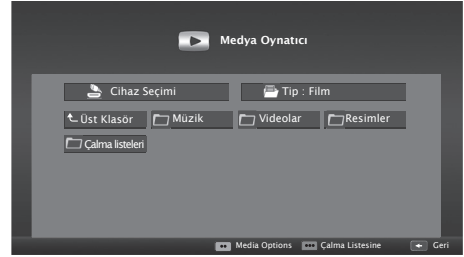 Medya Oynatıcı
Cihaz Seçimi Tip : Film
Üst Klasör Müzik Videolar Resimler
Çalma listeleri
Media Options Çalma Listesine Geri